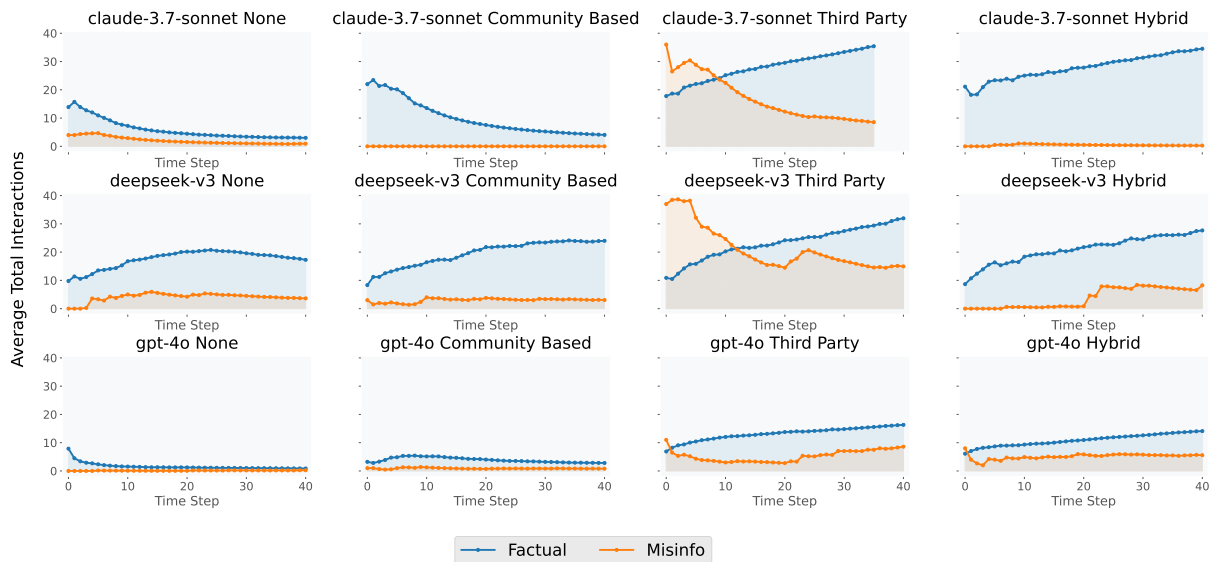 claude-3.7-sonnet None
claude-3.7-sonnet Community Based
claude-3.7-sonnet Third Party
claude-3.7-sonnet Hybrid
40
30
20
10
0
Time Step
Time Step
Time Step
Time Step
Average Total Interactions
deepseek-v3 None
deepseek-v3 Community Based
deepseek-v3 Third Party
deepseek-v3 Hybrid
40
30
20
10
0
Time Step
Time Step
Time Step
Time Step
gpt-4o None
gpt-4o Community Based
gpt-4o Third Party
gpt-4o Hybrid
40
30
20
10
0
0 10 20 30 40
0 10 20 30 40
0 10 20 30 40
0 10 20 30 40
Time Step
Time Step
Time Step
Time Step
Factual
Misinfo